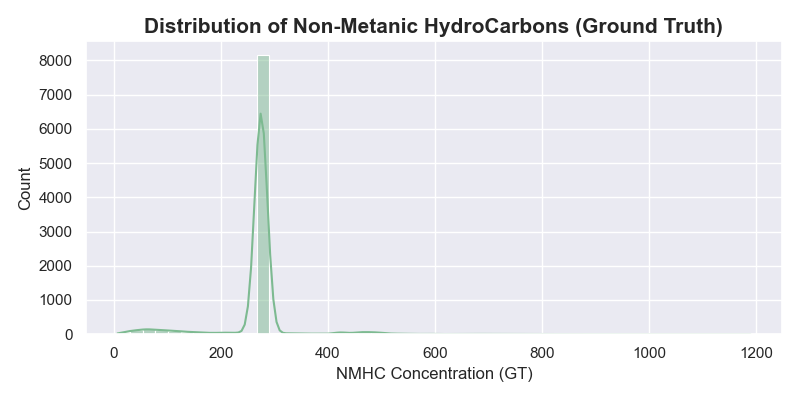 Distribution of Non-Metanic HydroCarbons (Ground Truth)
8000
7000
6000
5000
4000
3000
2000
1000
0
Count
0 200 400 600 800 1000 1200
NMHC Concentration (GT)